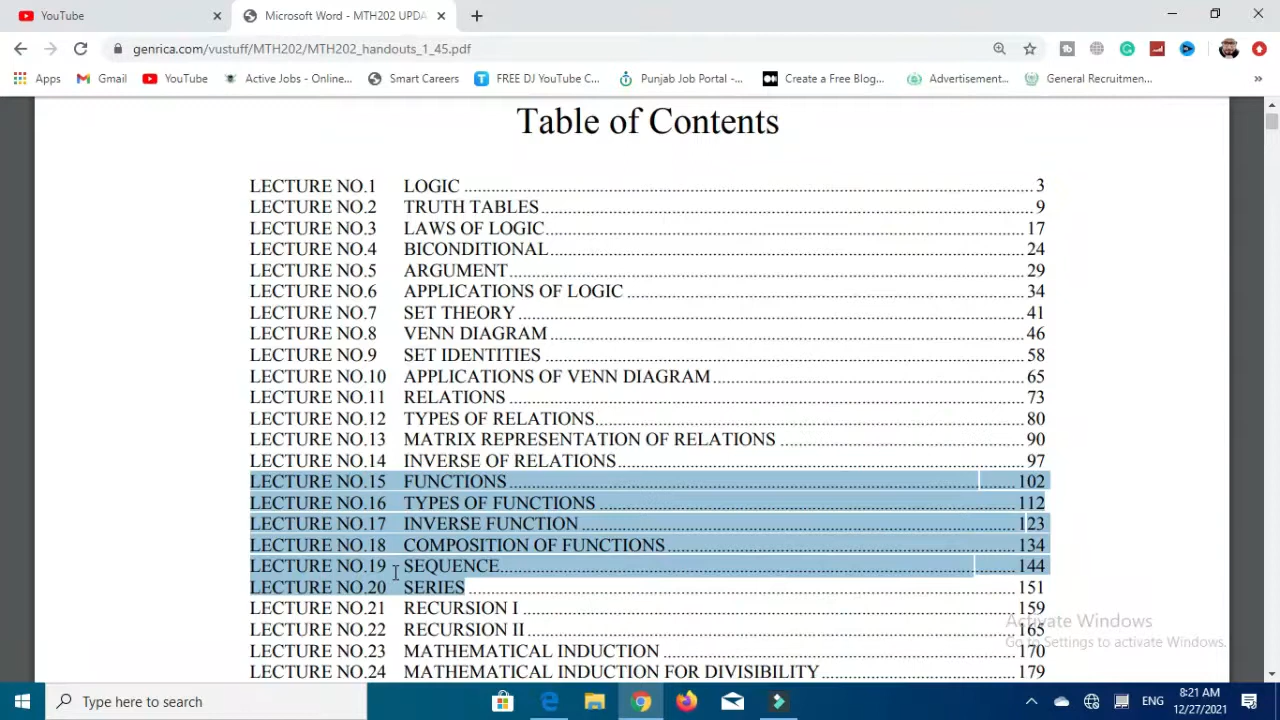 YouTube
Microsoft Word - MTH202 UPDA
genrica.com/vustuff/MTH202/MTH202_handouts_1_45.pdf
Apps Gmail YouTube Active Jobs - Online... Smart Careers FREE DJ YouTube C... Punjab Job Portal -... Create a Free Blog... Advertisement... General Recruitmen... »
Table of Contents
LECTURE NO.1 LOGIC 3
LECTURE NO.2 TRUTH TABLES 9
LECTURE NO.3 LAWS OF LOGIC 17
LECTURE NO.4 BICONDITIONAL 24
LECTURE NO.5 ARGUMENT 29
LECTURE NO.6 APPLICATIONS OF LOGIC 34
LECTURE NO.7 SET THEORY 41
LECTURE NO.8 VENN DIAGRAM 46
LECTURE NO.9 SET IDENTITIES 58
LECTURE NO.10 APPLICATIONS OF VENN DIAGRAM 65
LECTURE NO.11 RELATIONS 73
LECTURE NO.12 TYPES OF RELATIONS 80
LECTURE NO.13 MATRIX REPRESENTATION OF RELATIONS 90
LECTURE NO.14 INVERSE OF RELATIONS 97
LECTURE NO.15 FUNCTIONS 102
LECTURE NO.16 TYPES OF FUNCTIONS 112
LECTURE NO.17 INVERSE FUNCTION 123
LECTURE NO.18 COMPOSITION OF FUNCTIONS 134
LECTURE NO.19 SEQUENCE 144
LECTURE NO.20 SERIES 151
LECTURE NO.21 RECURSION I 159
LECTURE NO.22 RECURSION II 165
LECTURE NO.23 MATHEMATICAL INDUCTION 170
LECTURE NO.24 MATHEMATICAL INDUCTION FOR DIVISIBILITY 179
Activate Windows
Go to Settings to activate Windows.
Type here to search
ENG
8:21 AM
12/27/2021